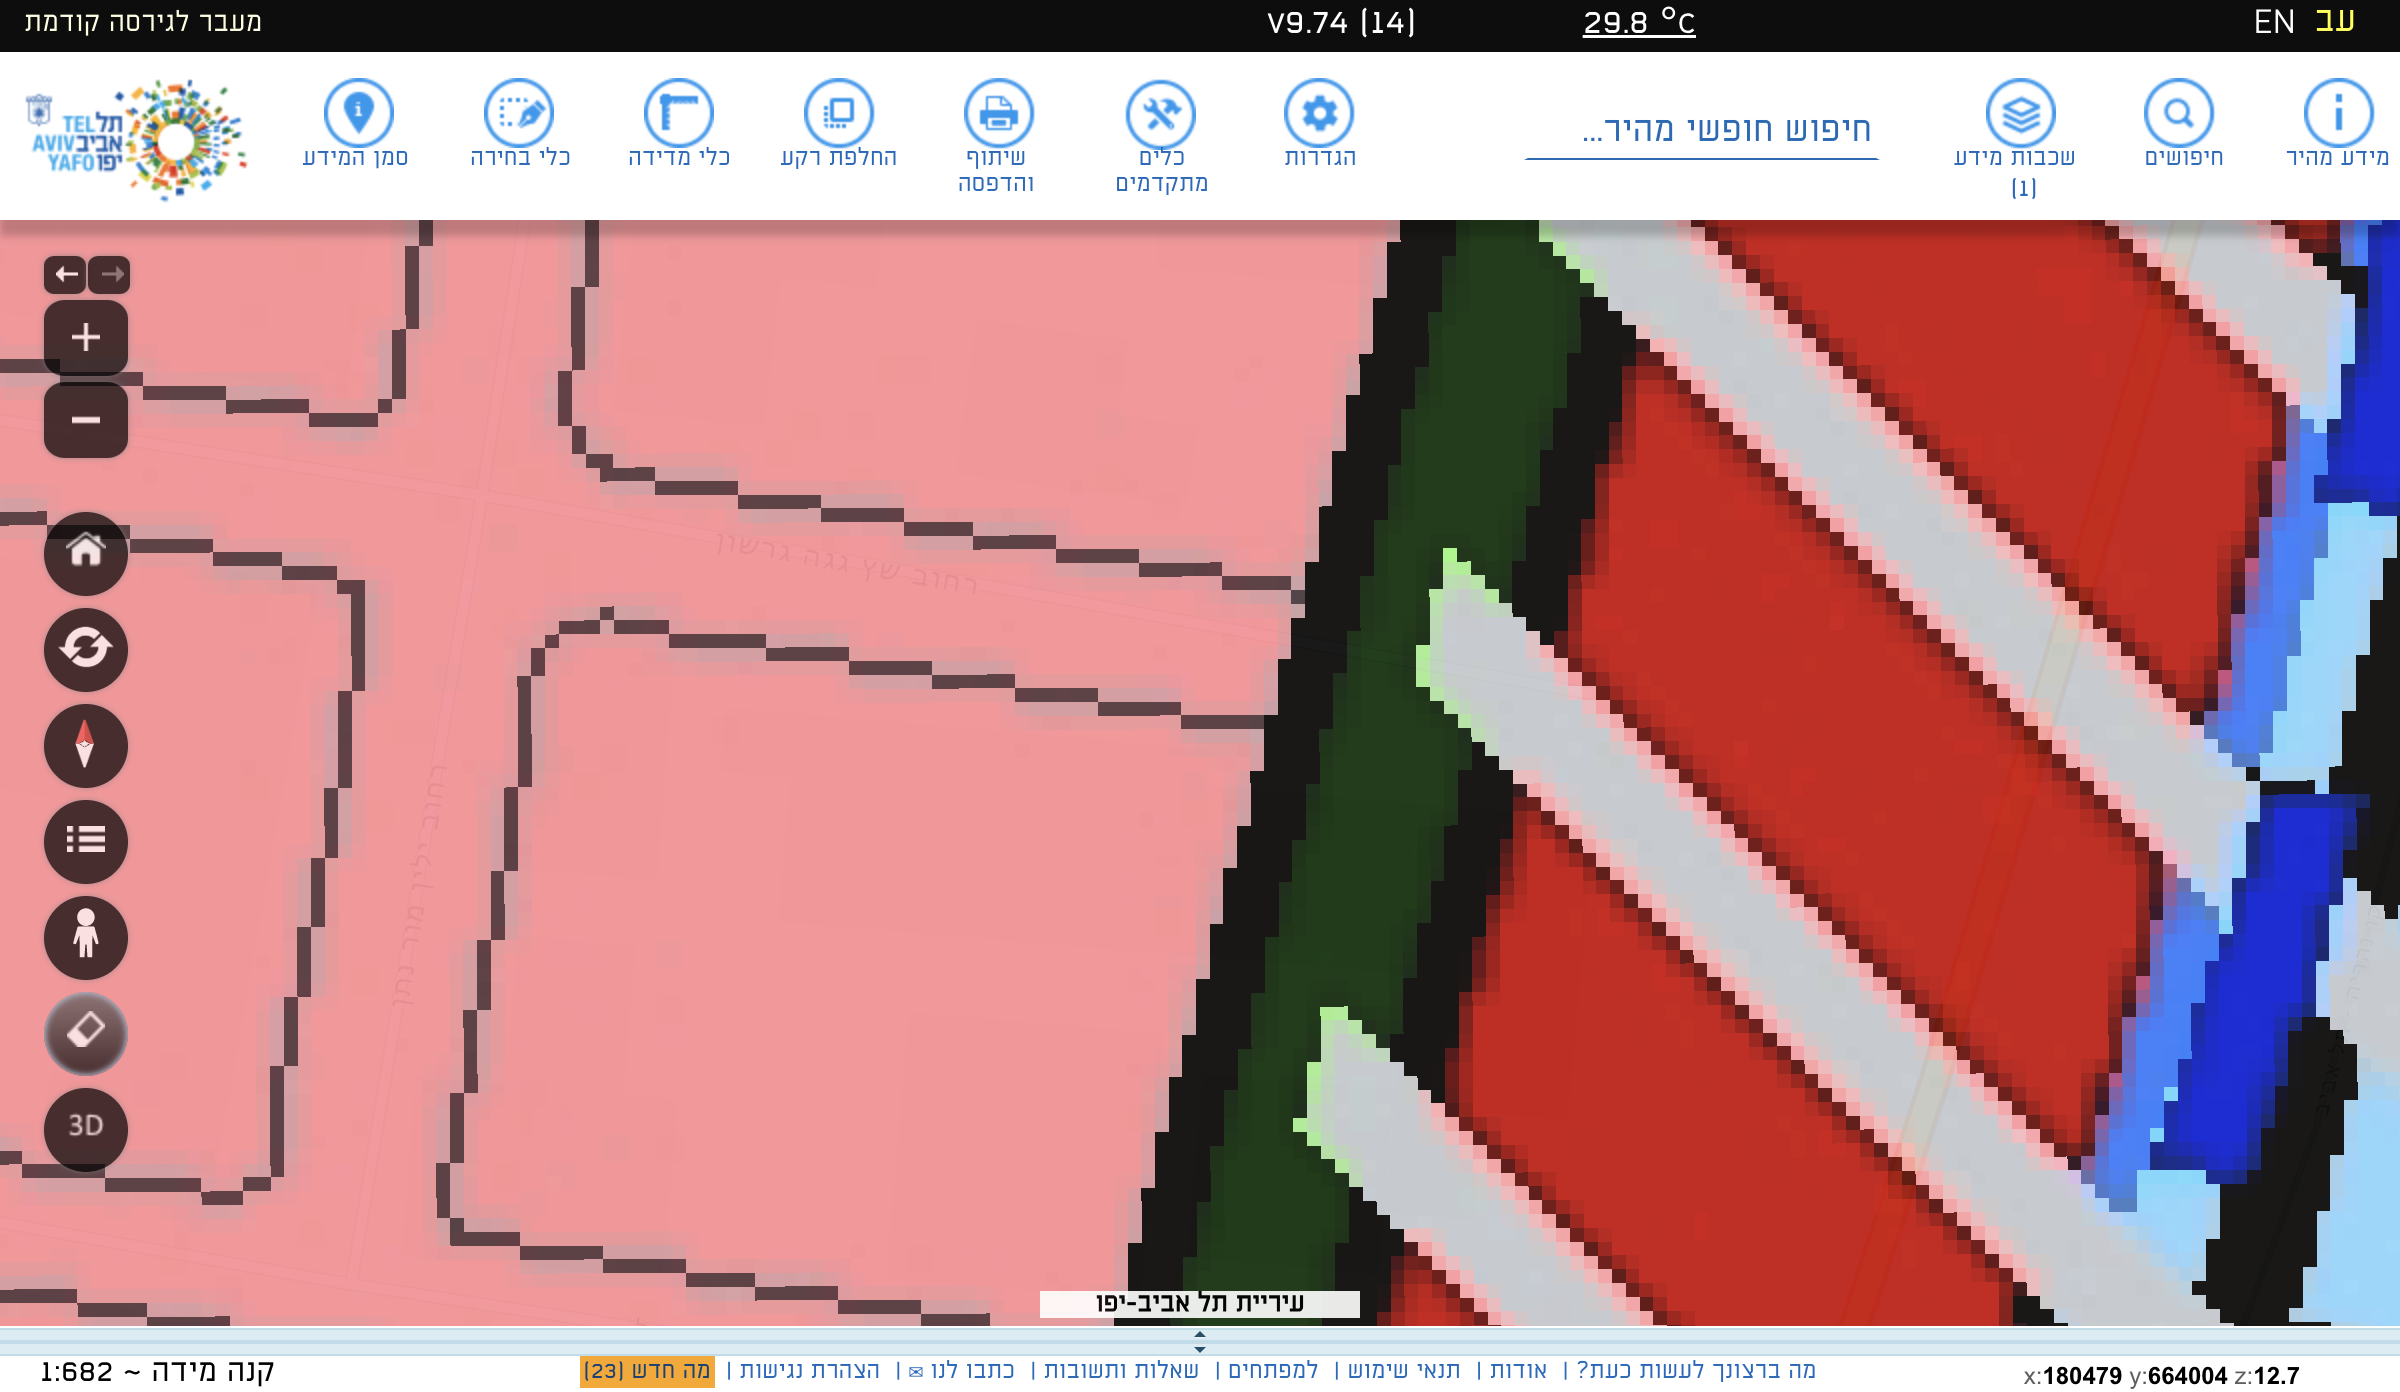 עב EN
29.8 °C
V9.74 (14)
מעבר לגירסה קודמת
מידע מהיר
חיפושים
שכבות מידע
(1)
חיפוש חופשי מהיר...
הגדרות
כלים
מתקדמים
שיתוף
והדפסה
החלפת רקע
כלי מדידה
כלי בחירה
סמן המידע
תל אביב יפו
TEL AVIV YAFO
רחוב שץ גגה גרשון
רחוב ילין מור נתן
3D
עיריית תל אביב-יפו
x:180479 y:664004 z:12.7
מה ברצונך לעשות כעת? | אודות | תנאי שימוש | למפתחים | שאלות ותשובות | כתבו לנו ✉ | הצהרת נגישות | מה חדש (23)
קנה מידה ~ 1:682